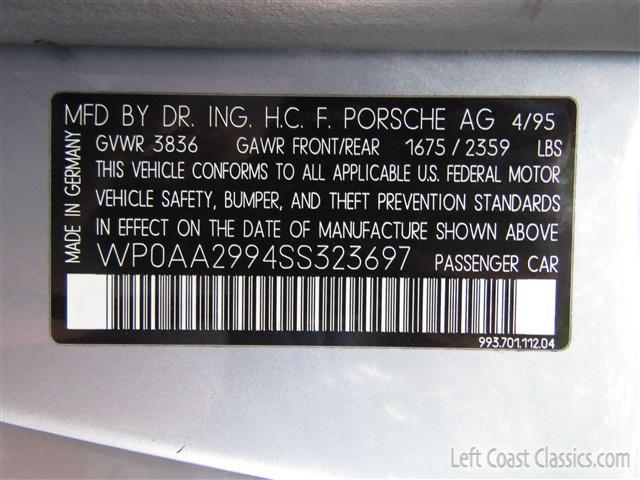 MFD BY DR. ING. H.C. F. PORSCHE AG 4/95
GVWR 3836 GAWR FRONT/REAR 1675 / 2359 LBS
THIS VEHICLE CONFORMS TO ALL APPLICABLE U.S. FEDERAL MOTOR
VEHICLE SAFETY, BUMPER, AND THEFT PREVENTION STANDARDS
IN EFFECT ON THE DATE OF MANUFACTURE SHOWN ABOVE
WP0AA2994SS323697 PASSENGER CAR
MADE IN GERMANY
993.701.112.04
Left Coast Classics.com